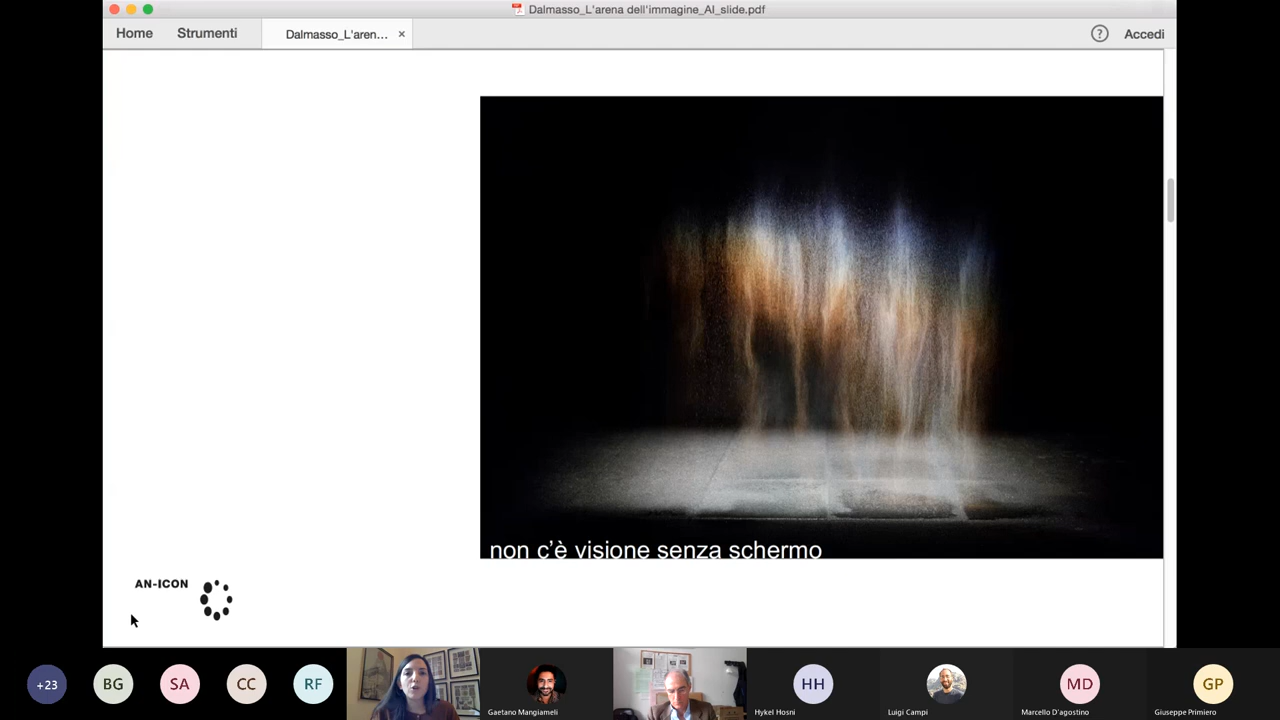 Dalmasso_L'arena dell'immagine_AI_slide.pdf
Home Strumenti Dalmasso_L'aren... × ? Accedi
non c'è visione senza schermo
AN-ICON
+23 BG SA CC RF HH MD GP
Gaetano Mangiameli Hykel Hosni Luigi Campi Marcello D'agostino Giuseppe Primiero